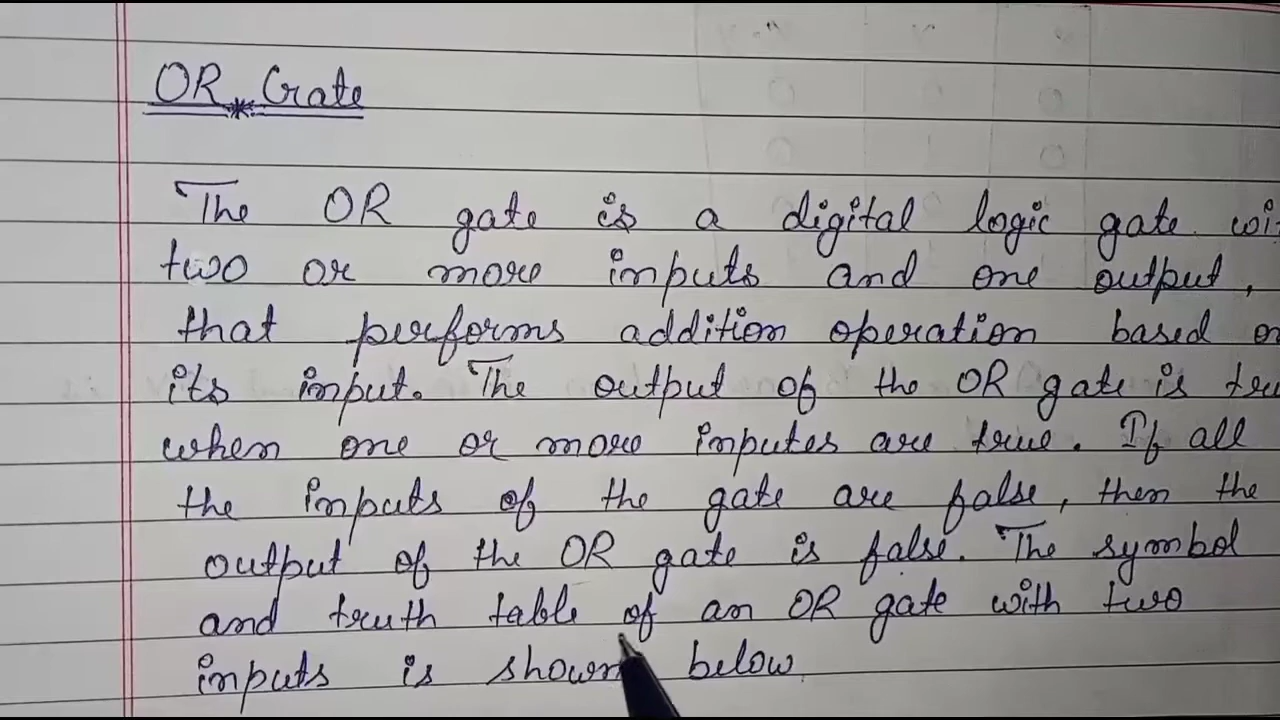 OR Gate
The OR gate is a digital logic gate wi
two or more inputs and one output,
that performs addition operation based on
its input. The output of the OR gate is tru
when one or more inputes are true. If all
the inputs of the gate are false, then the
output of the OR gate is false. The symbol
and truth table of an OR gate with two
inputs is shown below.